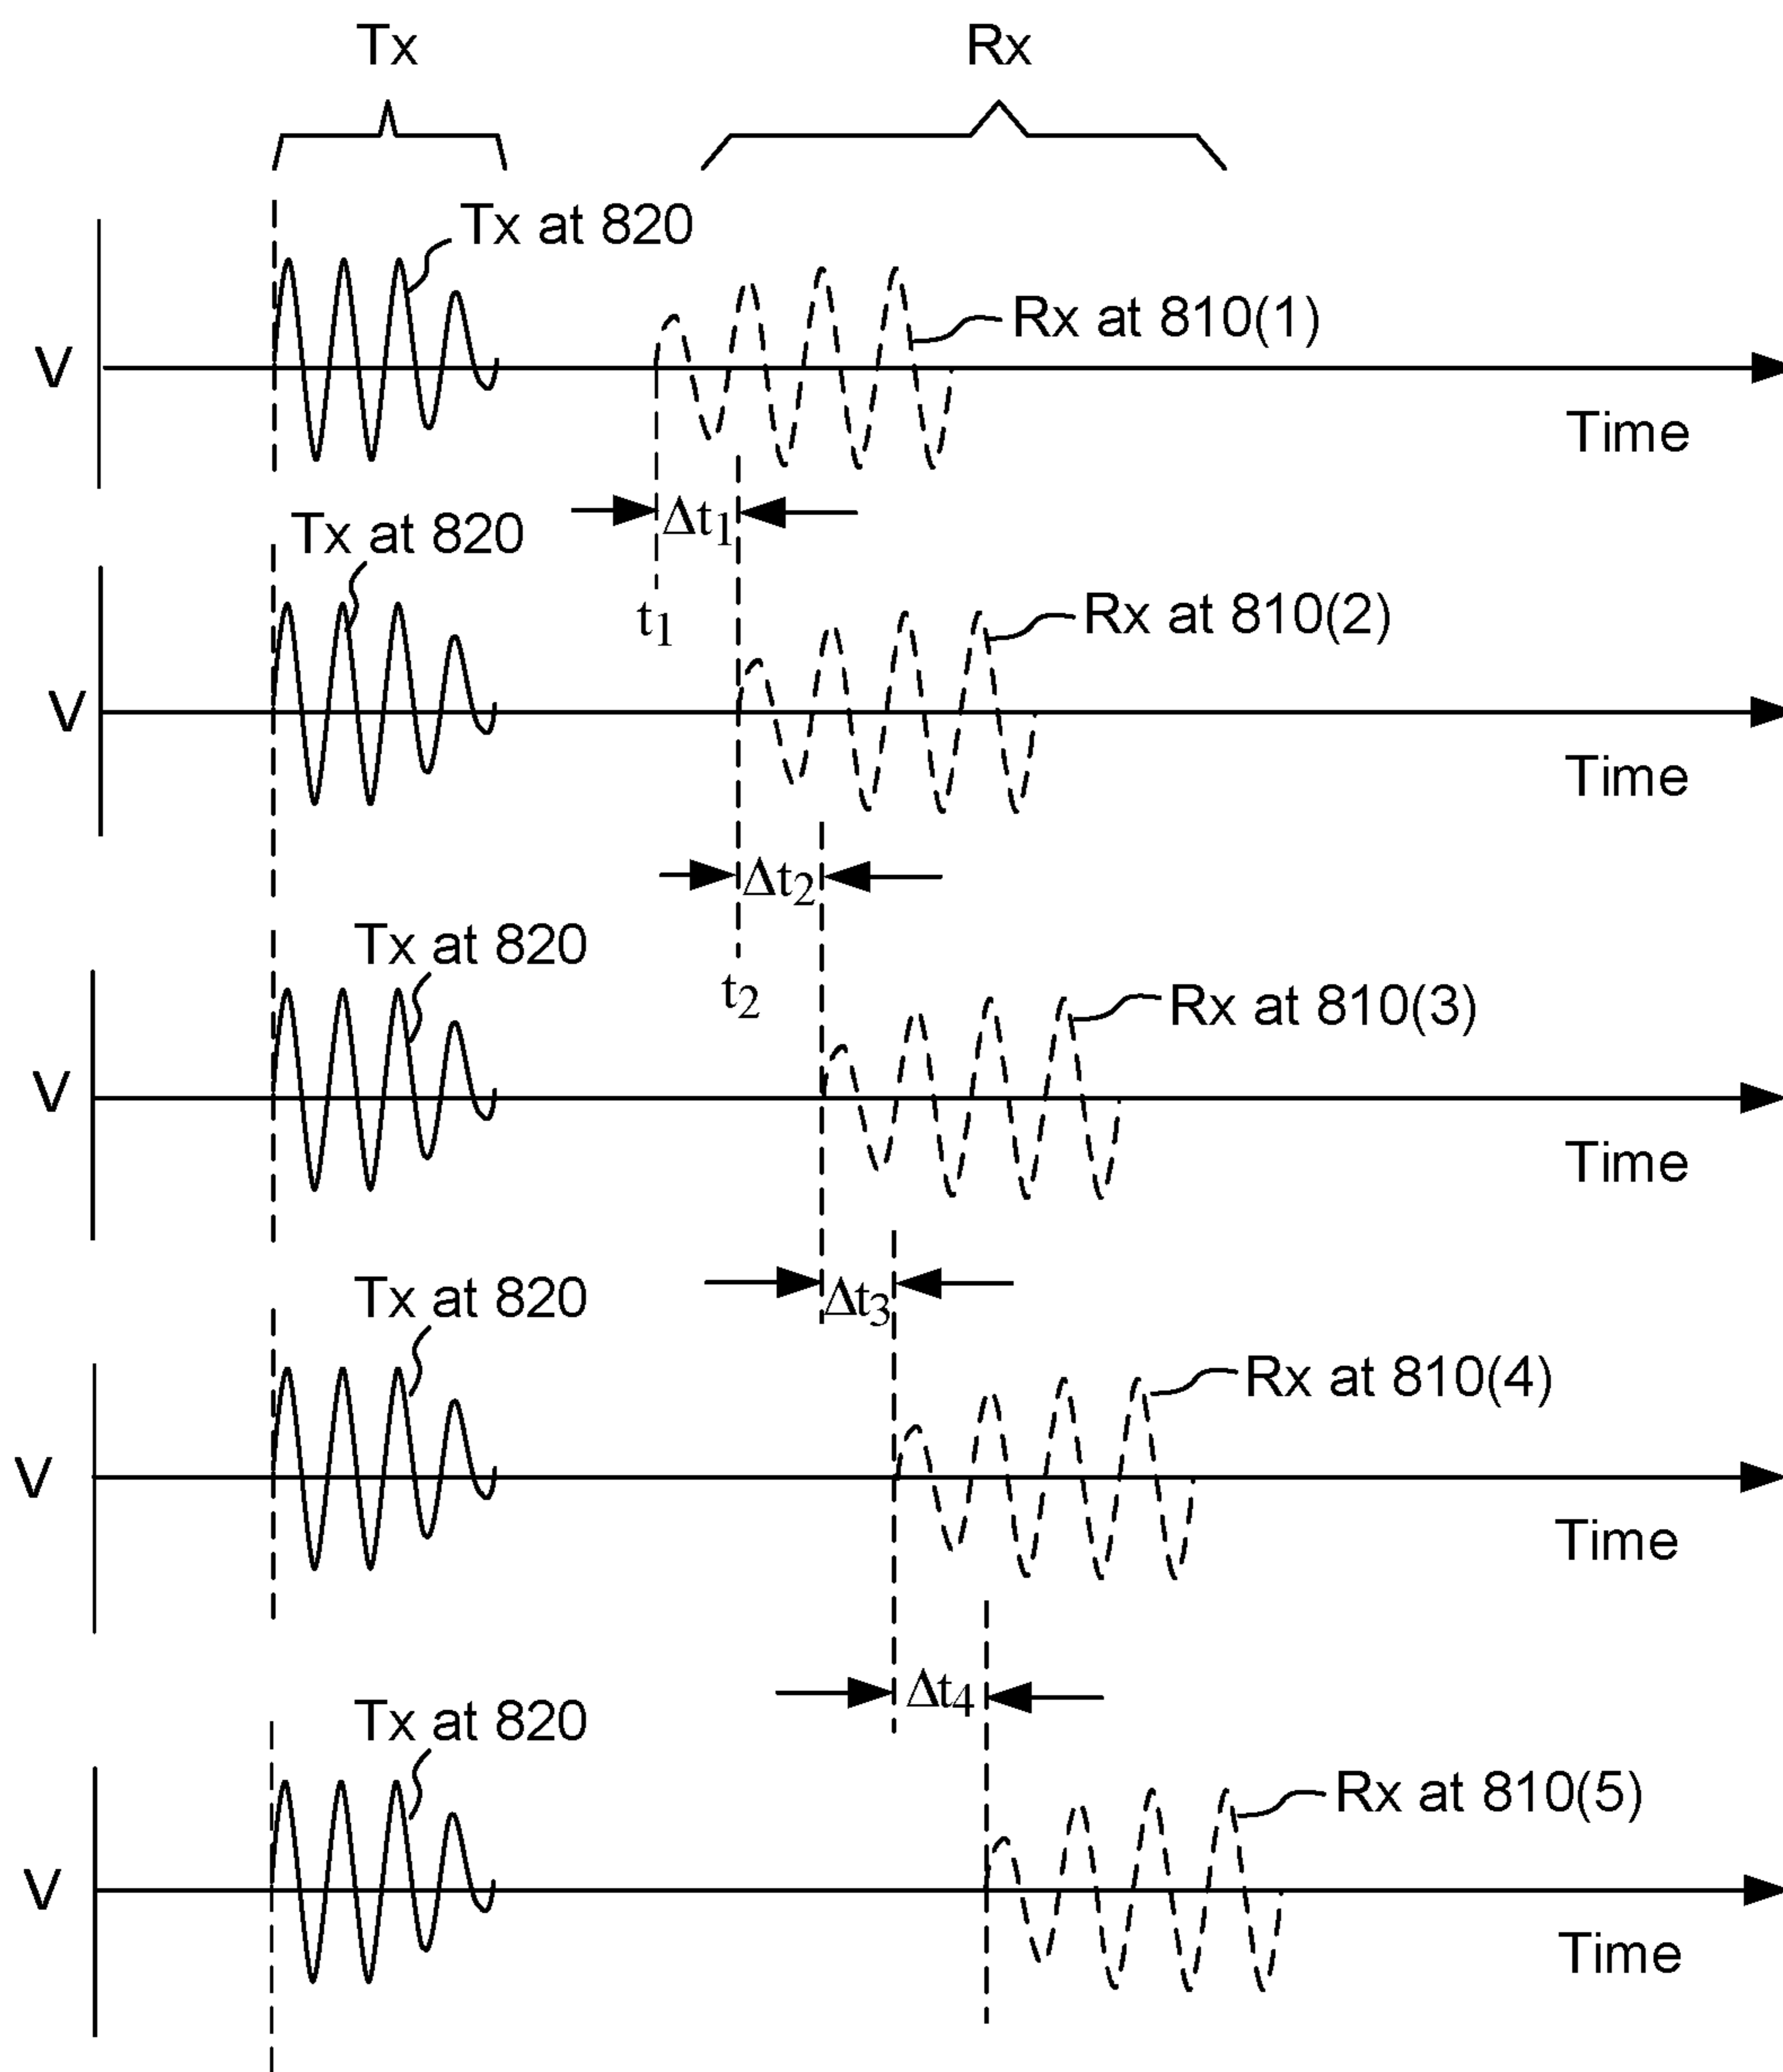 Tx
Rx
Tx at 820
Rx at 810(1)
V
Time
Δt1
Tx at 820
t1
Rx at 810(2)
V
Time
Δt2
Tx at 820
t2
Rx at 810(3)
V
Time
Δt3
Tx at 820
Rx at 810(4)
V
Time
Δt4
Tx at 820
Rx at 810(5)
V
Time